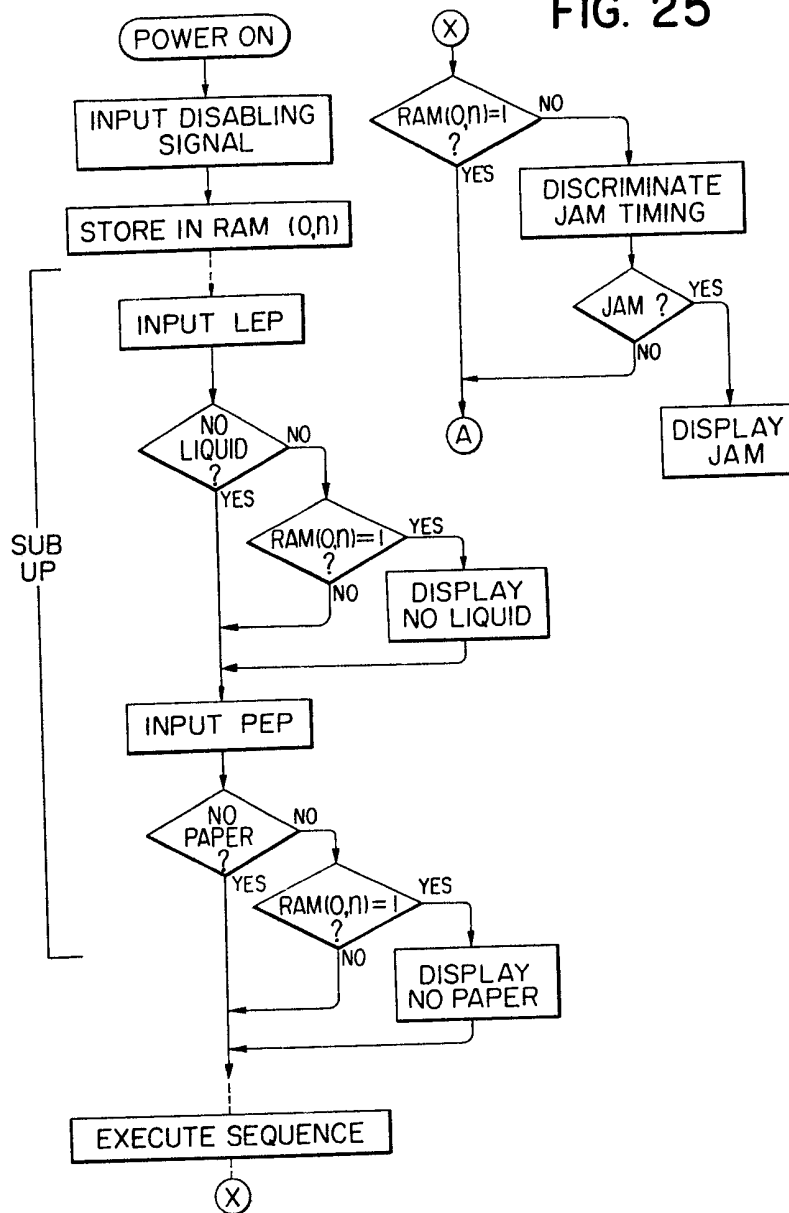 FIG. 25
POWER ON
INPUT DISABLING
SIGNAL
STORE IN RAM (0,n)
INPUT LEP
NO
LIQUID
?
NO
YES
RAM(0,n)=1
?
YES
NO
DISPLAY
NO LIQUID
SUB
UP
INPUT PEP
NO
PAPER
?
NO
YES
RAM(0,n)=1
?
YES
NO
DISPLAY
NO PAPER
EXECUTE SEQUENCE
X
X
RAM(0,n)=1
?
NO
YES
DISCRIMINATE
JAM TIMING
JAM ?
YES
NO
A
DISPLAY
JAM